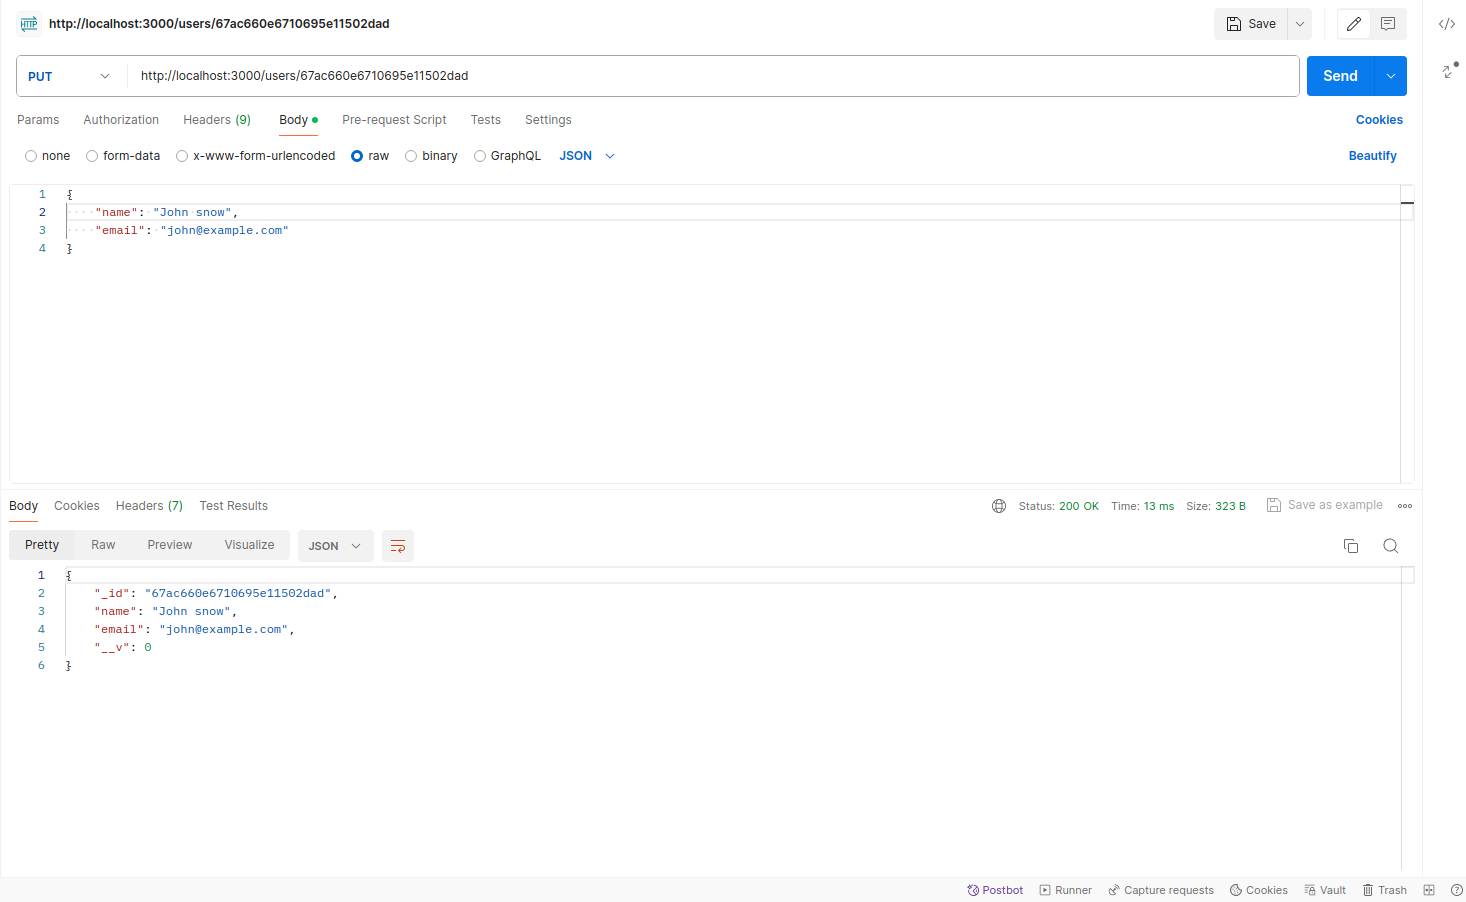 HTTP http://localhost:3000/users/67ac660e6710695e11502dad Save
PUT http://localhost:3000/users/67ac660e6710695e11502dad Send
Params Authorization Headers (9) Body Pre-request Script Tests Settings Cookies
none form-data x-www-form-urlencoded raw binary GraphQL JSON Beautify
1 {
2 "name": "John snow",
3 "email": "john@example.com"
4 }
Body Cookies Headers (7) Test Results Status: 200 OK Time: 13 ms Size: 323 B Save as example
Pretty Raw Preview Visualize JSON
1 {
2 "_id": "67ac660e6710695e11502dad",
3 "name": "John snow",
4 "email": "john@example.com",
5 "__v": 0
6 }
Postbot Runner Capture requests Cookies Vault Trash